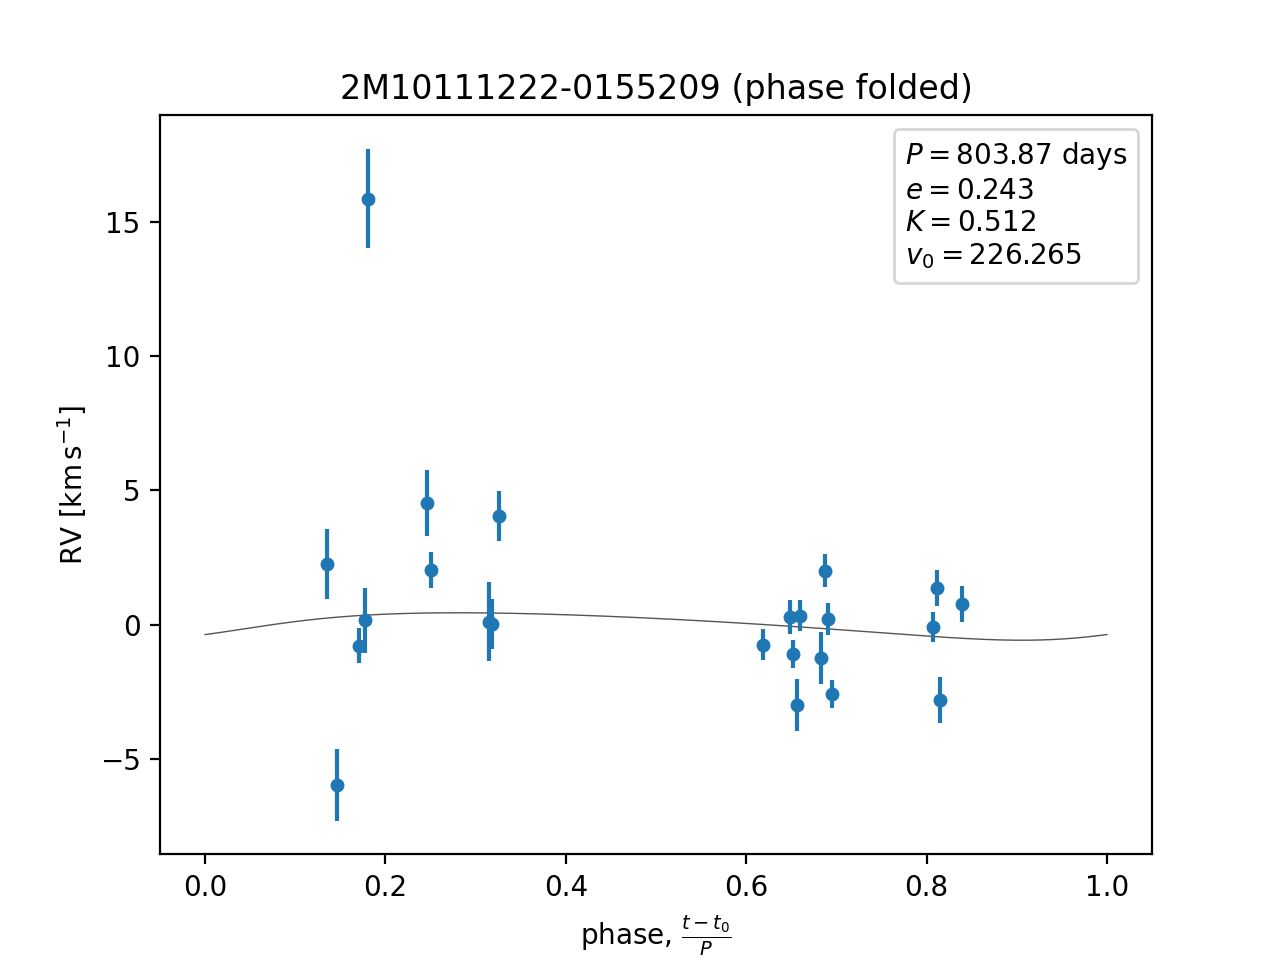 2M10111222-0155209 (phase folded)
P = 803.87 days
e = 0.243
K = 0.512
v₀ = 226.265
15
10
5
0
−5
RV [km s⁻¹]
0.0 0.2 0.4 0.6 0.8 1.0
phase, (t − t₀)/P